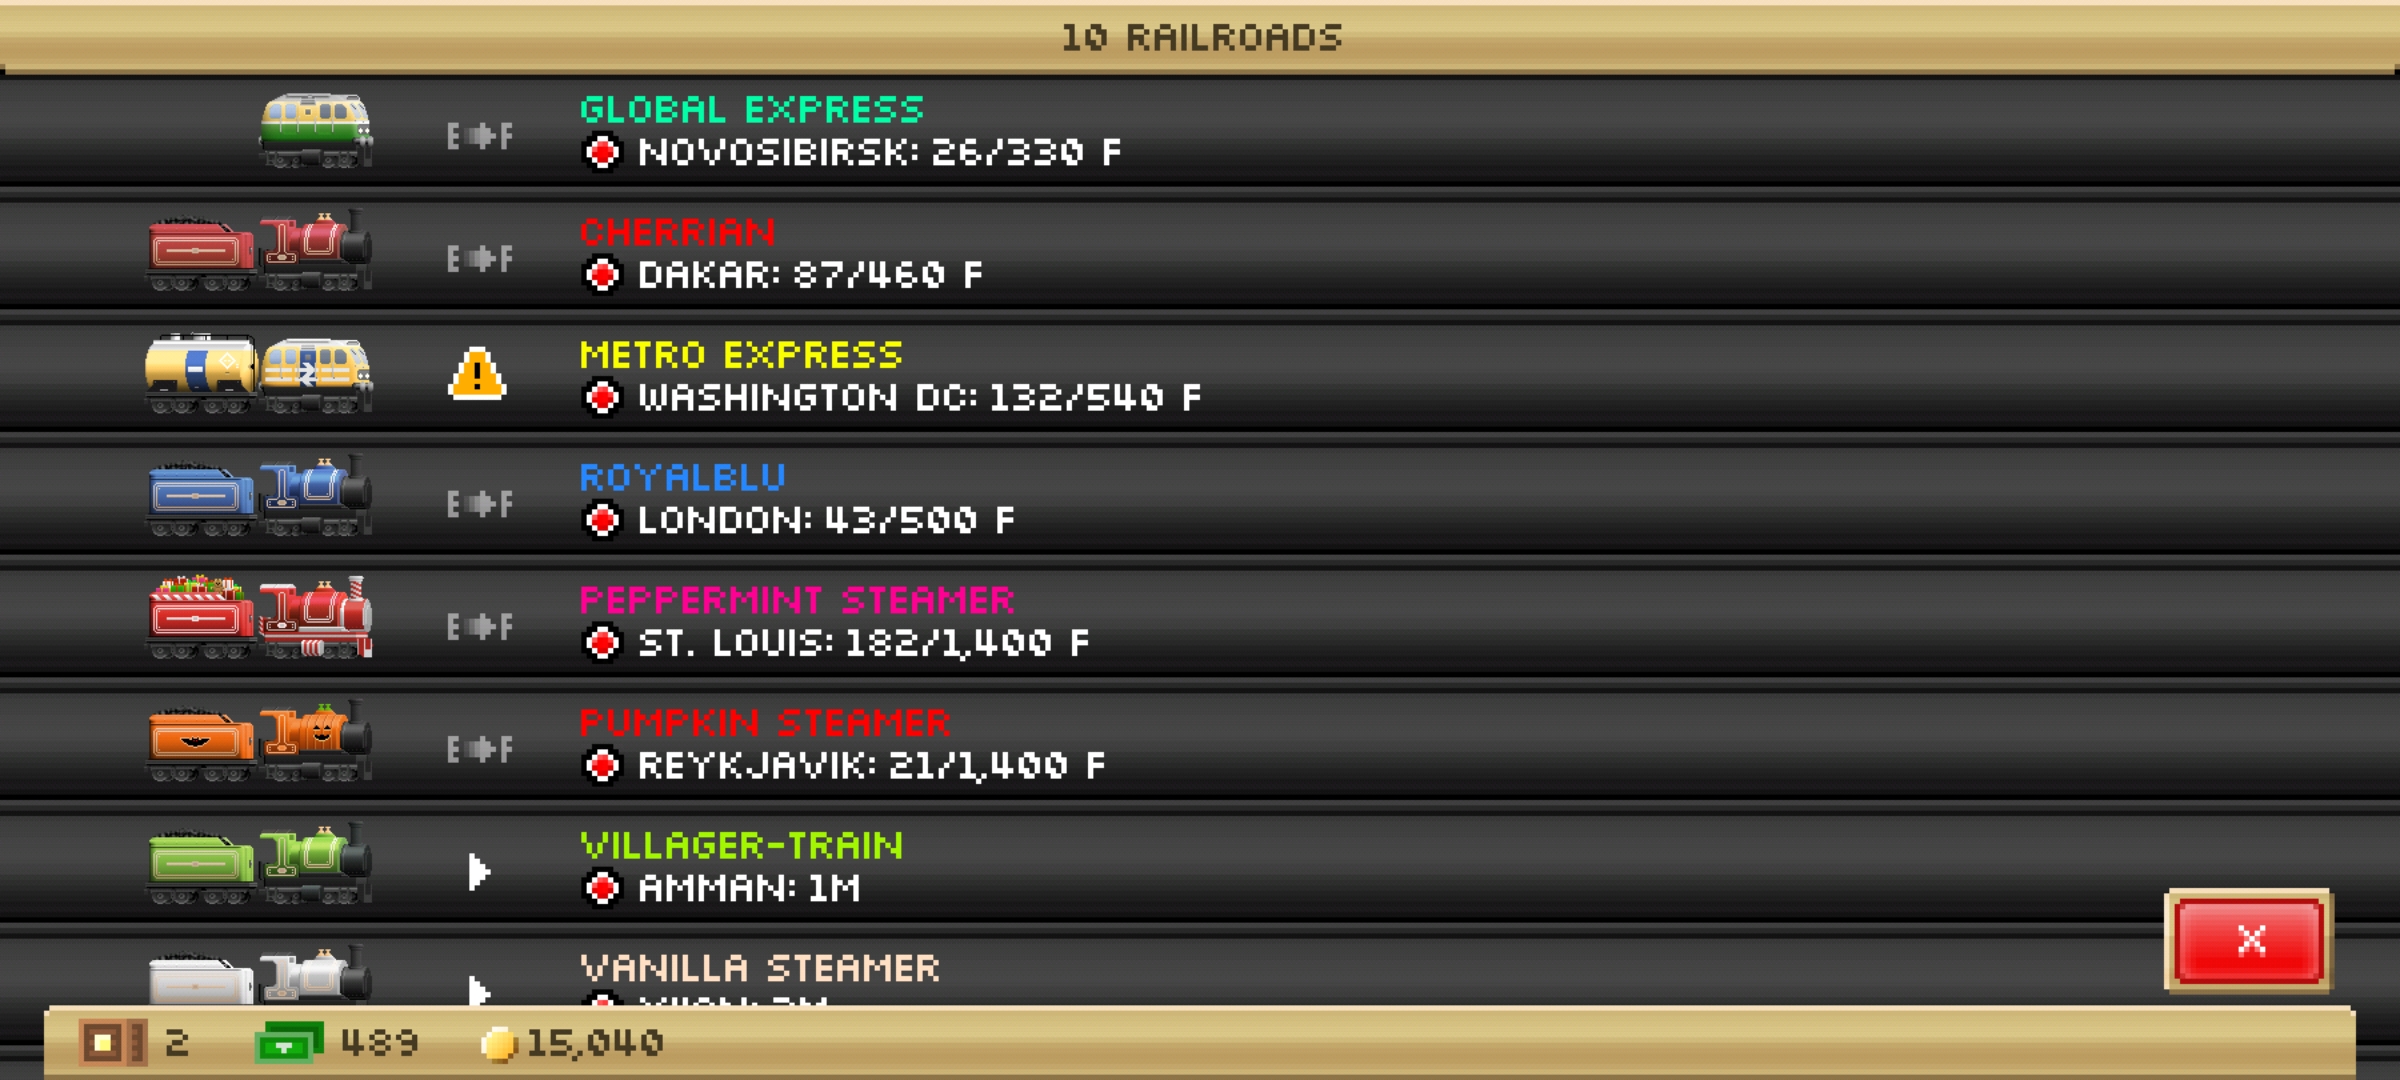 10 RAILROADS
GLOBAL EXPRESS
E F
NOVOSIBIRSK: 26/330 F
CHERRIAN
E F
DAKAR: 87/460 F
METRO EXPRESS
!
WASHINGTON DC: 132/540 F
ROYALBLU
E F
LONDON: 43/500 F
PEPPERMINT STEAMER
E F
ST. LOUIS: 182/1,400 F
PUMPKIN STEAMER
E F
REYKJAVIK: 21/1,400 F
VILLAGER-TRAIN
AMMAN: 1M
VANILLA STEAMER
X
2 489 15,040